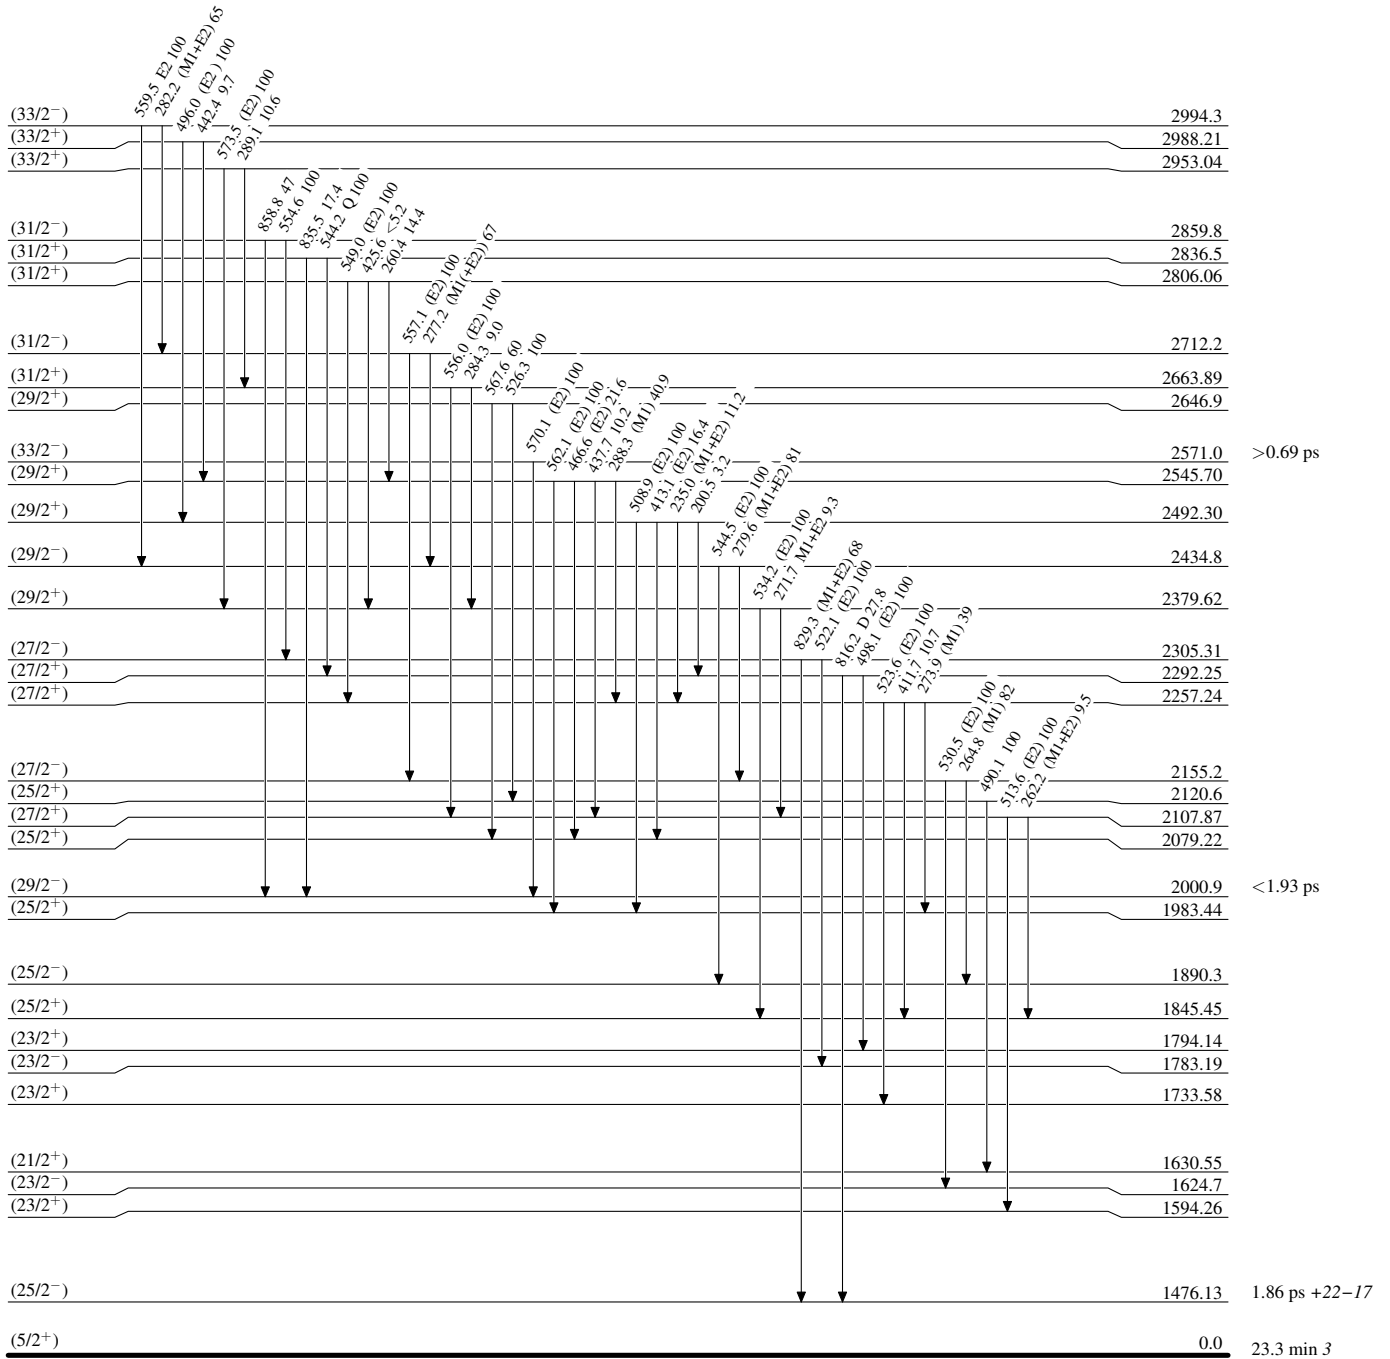 559.5 E2 100
282.2 (M1+E2) 65
496.0 (E2) 100
442.4 9.7
573.5 (E2) 100
289.1 10.6
(33/2−) 2994.3
(33/2+) 2988.21
(33/2+) 2953.04
858.8 47
554.6 100
835.5 17.4
544.2 Q 100
549.0 (E2) 100
425.6 <5.2
260.4 14.4
(31/2−) 2859.8
(31/2+) 2836.5
(31/2+) 2806.06
557.1 (E2) 100
277.2 (M1(+E2)) 67
(31/2−) 2712.2
556.0 (E2) 100
284.3 9.0
567.6 60
526.3 100
(31/2+) 2663.89
(29/2+) 2646.9
570.1 (E2) 100
562.1 (E2) 100
466.6 (E2) 21.6
437.7 10.2
288.3 (M1) 40.9
(33/2−) 2571.0 >0.69 ps
(29/2+) 2545.70
508.9 (E2) 100
413.1 (E2) 16.4
235.0 (M1+E2) 11.2
200.5 3.2
(29/2+) 2492.30
544.5 (E2) 100
279.6 (M1+E2) 81
(29/2−) 2434.8
534.2 (E2) 100
271.7 M1+E2 9.3
(29/2+) 2379.62
829.3 (M1+E2) 68
522.1 (E2) 100
816.2 D 27.8
498.1 (E2) 100
523.6 (E2) 100
411.7 10.7
273.9 (M1) 39
(27/2−) 2305.31
(27/2+) 2292.25
(27/2+) 2257.24
530.5 (E2) 100
264.8 (M1) 82
490.1 100
513.6 (E2) 100
262.2 (M1+E2) 9.5
(27/2−) 2155.2
(25/2+) 2120.6
(27/2+) 2107.87
(25/2+) 2079.22
(29/2−) 2000.9 <1.93 ps
(25/2+) 1983.44
(25/2−) 1890.3
(25/2+) 1845.45
(23/2+) 1794.14
(23/2−) 1783.19
(23/2+) 1733.58
(21/2+) 1630.55
(23/2−) 1624.7
(23/2+) 1594.26
(25/2−) 1476.13 1.86 ps +22−17
(5/2+) 0.0 23.3 min 3